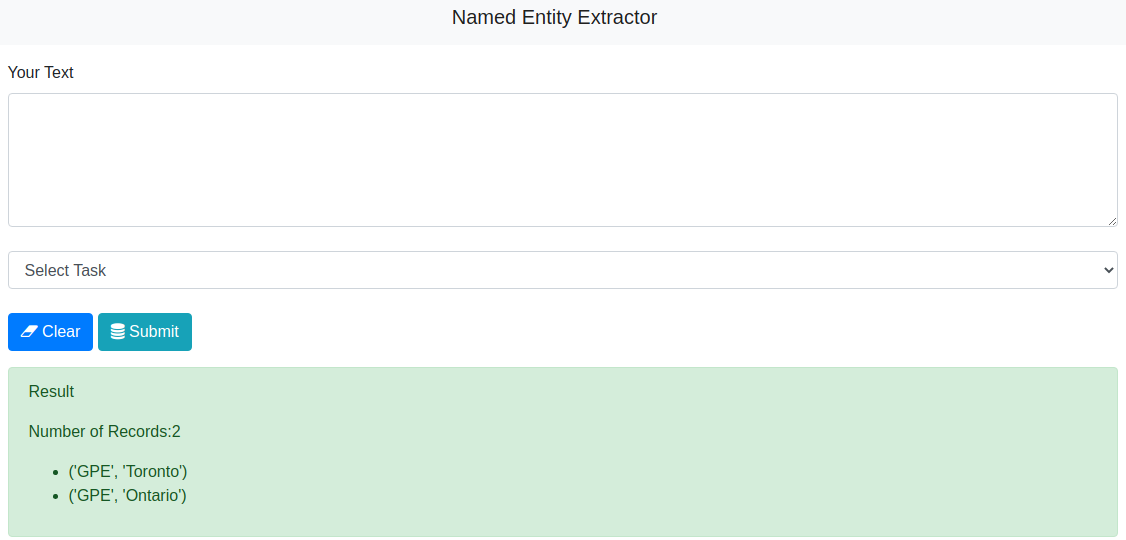 Named Entity Extractor
Your Text
Select Task
Clear Submit
Result
Number of Records:2
('GPE', 'Toronto')
('GPE', 'Ontario')